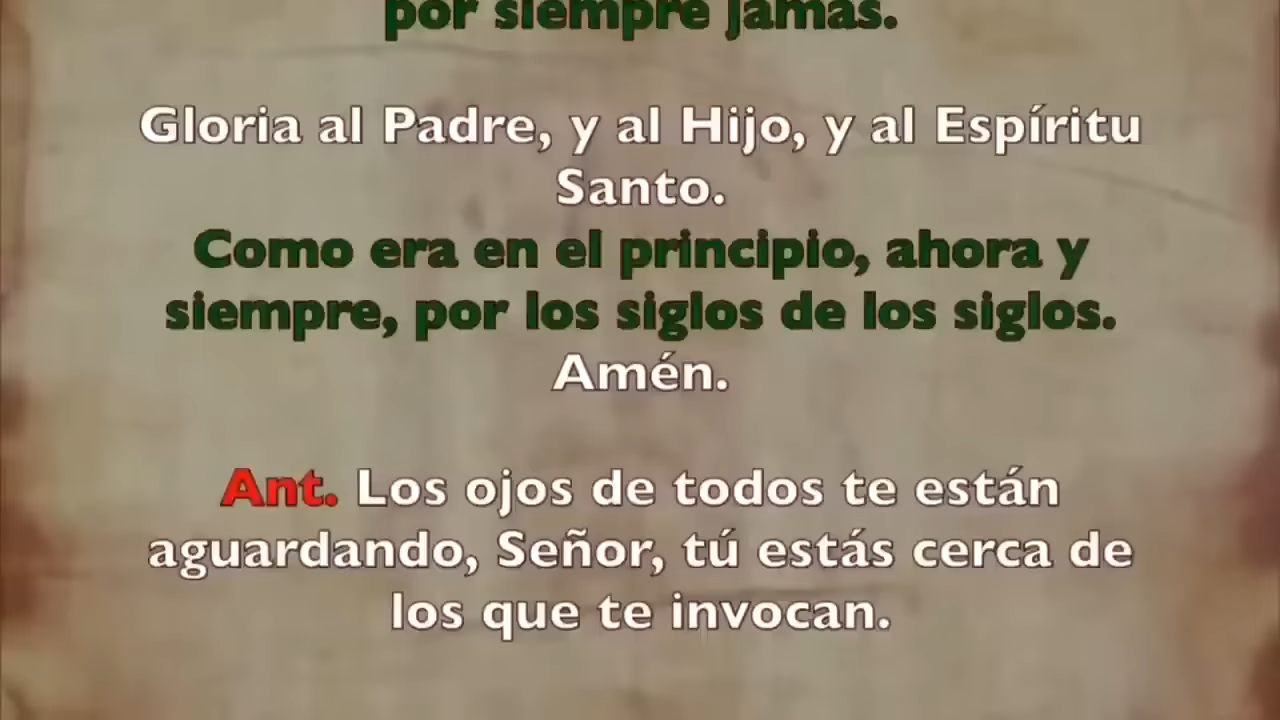 por siempre jamás.
Gloria al Padre, y al Hijo, y al Espíritu
Santo.
Como era en el principio, ahora y
siempre, por los siglos de los siglos.
Amén.
Ant. Los ojos de todos te están
aguardando, Señor, tú estás cerca de
los que te invocan.